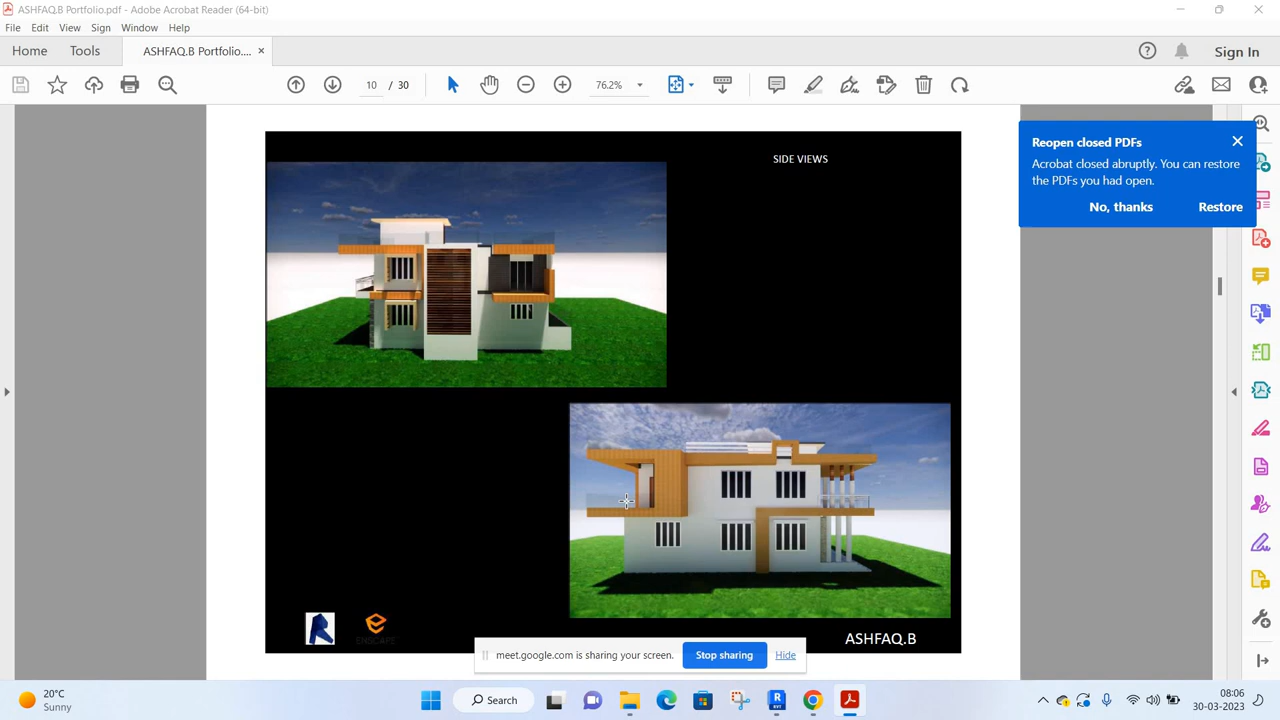 ASHFAQ.B Portfolio.pdf - Adobe Acrobat Reader (64-bit)
File Edit View Sign Window Help
Home Tools ASHFAQ.B Portfolio.... × Sign In
10 / 30 76.2%
Reopen closed PDFs
Acrobat closed abruptly. You can restore
the PDFs you had open.
No, thanks Restore
SIDE VIEWS
R
ENSCAPE
ASHFAQ.B
meet.google.com is sharing your screen. Stop sharing Hide
20°C
Sunny
Search
R
RVT
08:06
30-03-2023